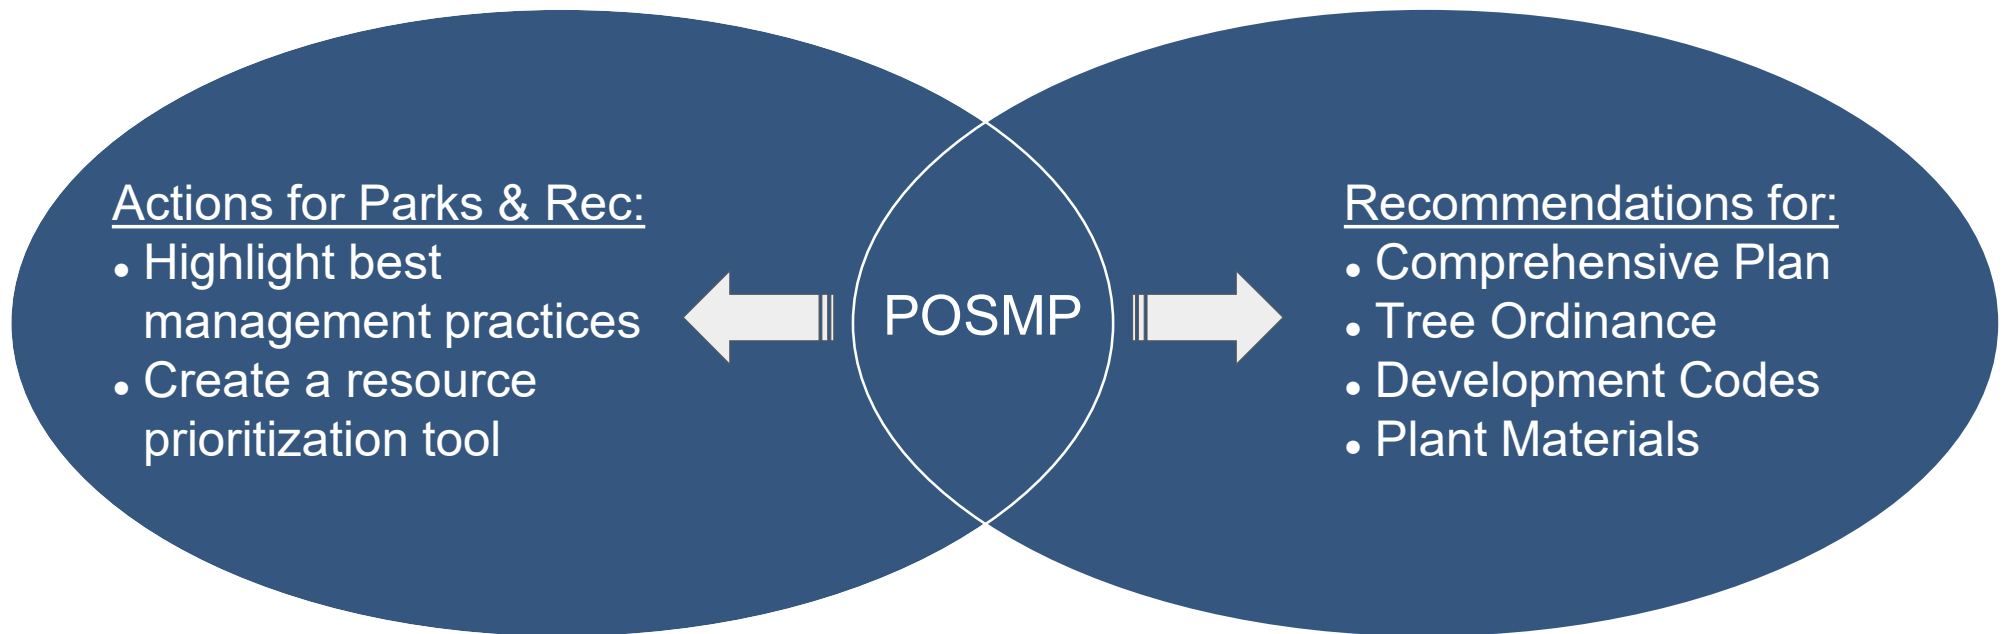 Actions for Parks & Rec:
• Highlight best
management practices
• Create a resource
prioritization tool
POSMP
Recommendations for:
• Comprehensive Plan
• Tree Ordinance
• Development Codes
• Plant Materials